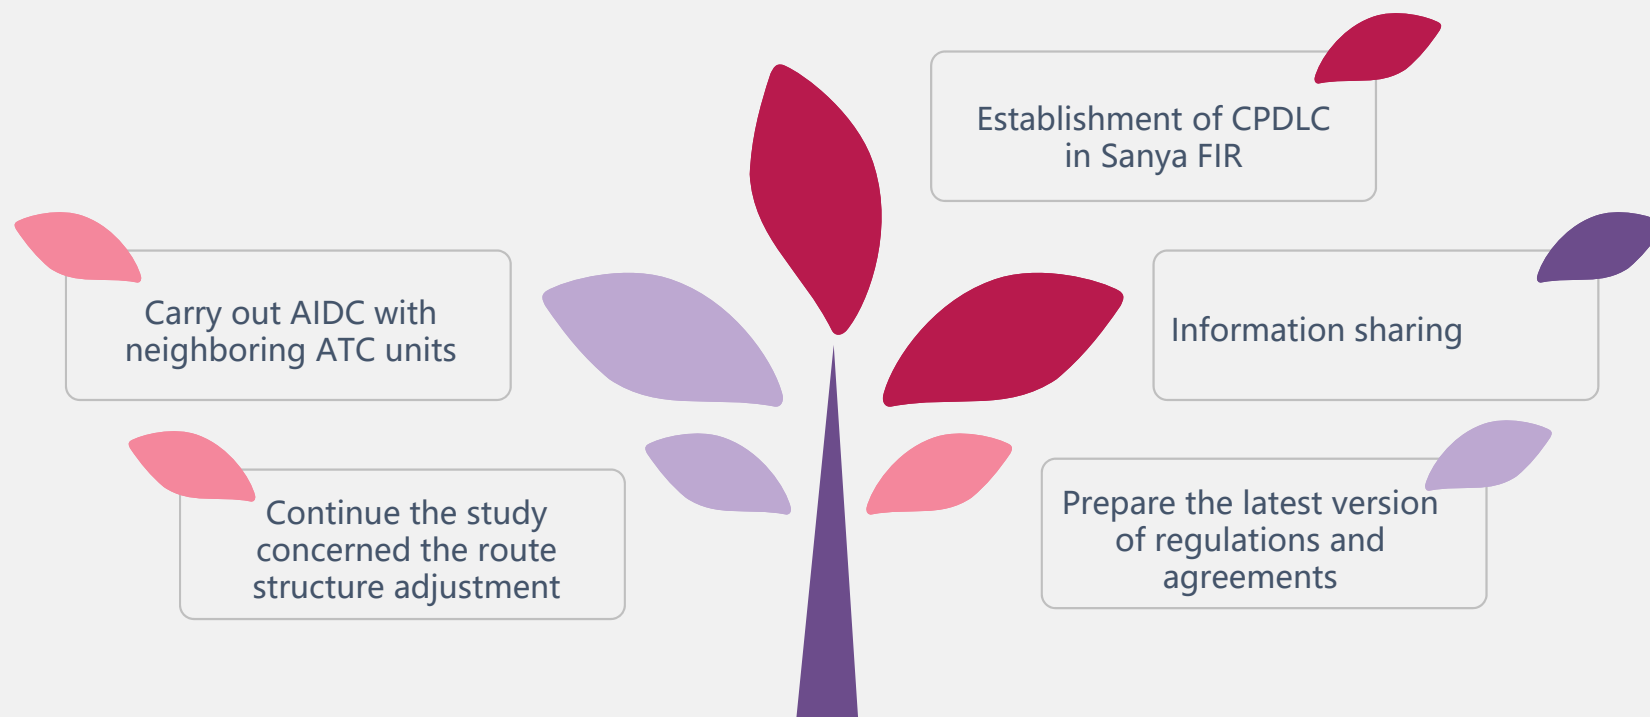 Establishment of CPDLC
in Sanya FIR
Carry out AIDC with
neighboring ATC units
Information sharing
Continue the study
concerned the route
structure adjustment
Prepare the latest version
of regulations and
agreements